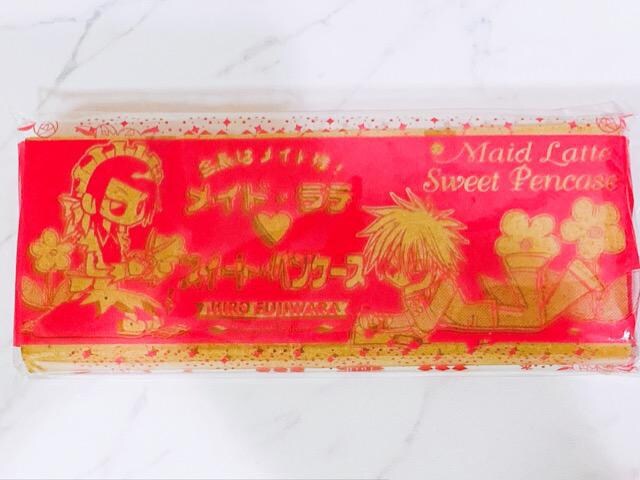 会長はメイド様!
メイド・ラテ
スイート・ペンケース
HIRO FUJIWARA
Maid Latte
Sweet Pencase